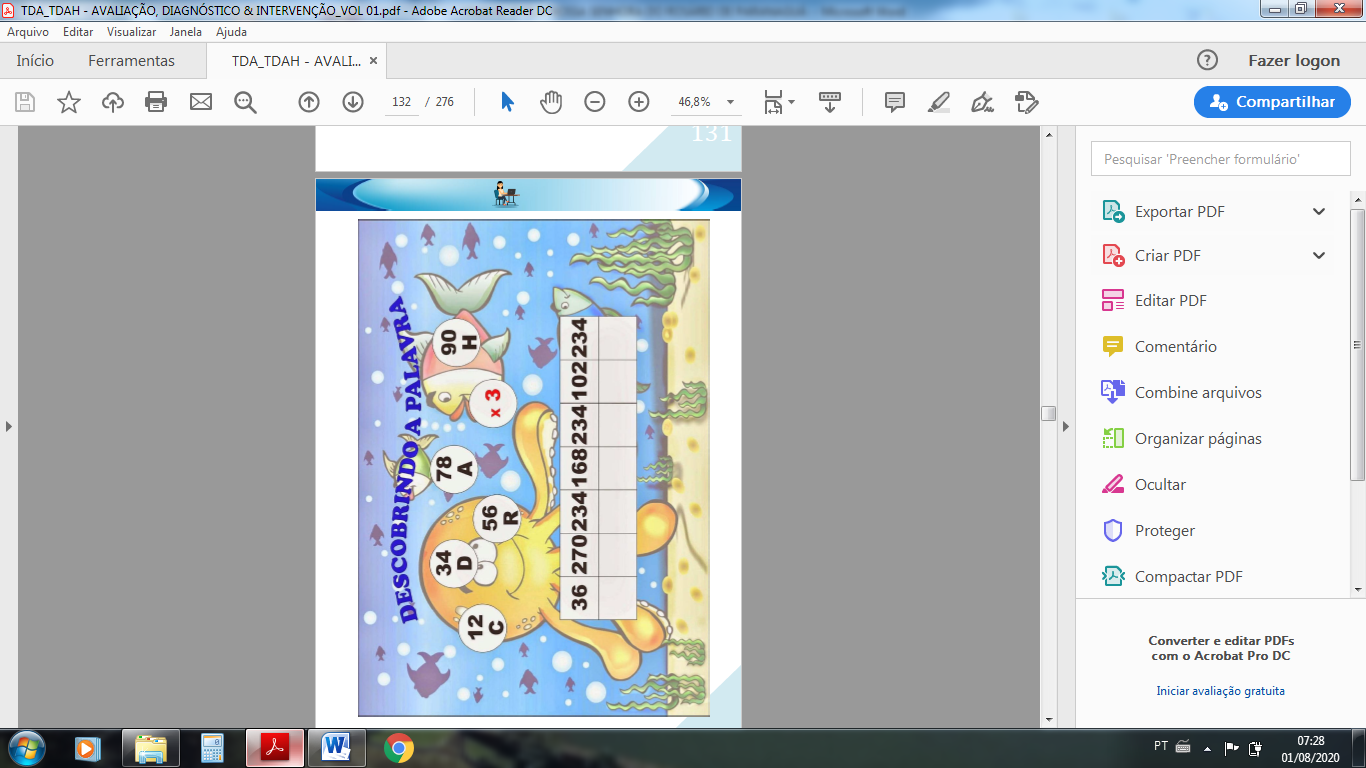 TDA_TDAH - AVALIAÇÃO, DIAGNÓSTICO & INTERVENÇÃO_VOL 01.pdf - Adobe Acrobat Reader DC
Arquivo Editar Visualizar Janela Ajuda
Início Ferramentas TDA_TDAH - AVALI... × Fazer logon
132 / 276 46,8% Compartilhar
131
DESCOBRINDO A PALAVRA
12 C
34 D
56 R
78 A
x 3
90 H
36 270 234 168 234 102 234
Pesquisar 'Preencher formulário'
Exportar PDF
Criar PDF
Editar PDF
Comentário
Combine arquivos
Organizar páginas
Ocultar
Proteger
Compactar PDF
Converter e editar PDFs
com o Acrobat Pro DC
Iniciar avaliação gratuita
PT 07:28
01/08/2020